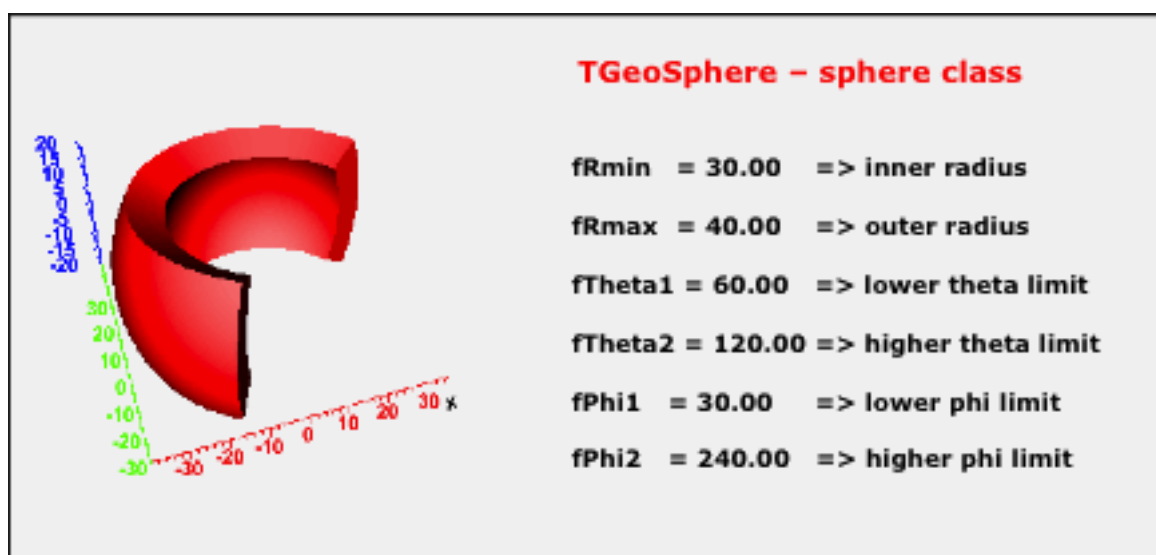 TGeoSphere – sphere class
fRmin = 30.00 => inner radius
fRmax = 40.00 => outer radius
fTheta1 = 60.00 => lower theta limit
fTheta2 = 120.00 => higher theta limit
fPhi1 = 30.00 => lower phi limit
fPhi2 = 240.00 => higher phi limit
20
-20
30
20
10
0
-10
-20
-30
-30
-20
-10
0
10
20
30
x